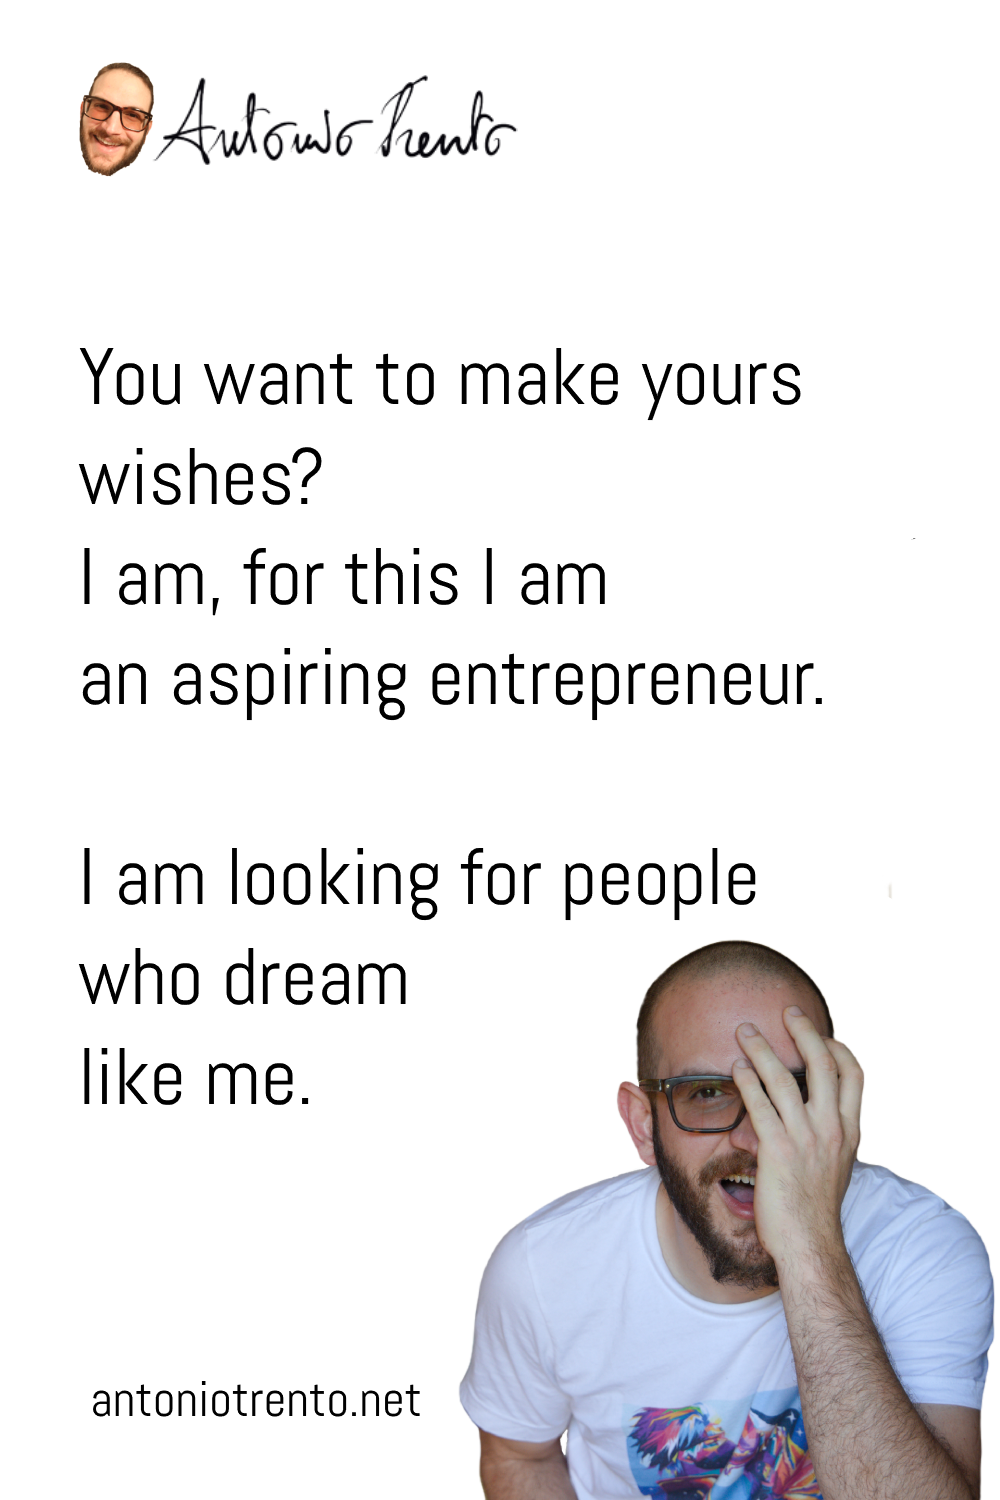 Antonio Trento
You want to make yours
wishes?
I am, for this I am
an aspiring entrepreneur.
I am looking for people
who dream
like me.
antoniotrento.net